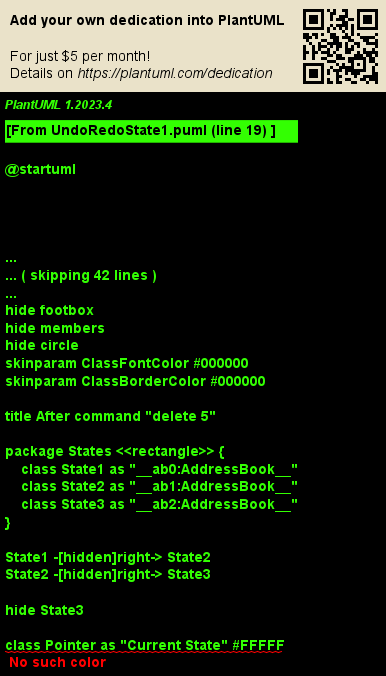 Add your own dedication into PlantUML
For just $5 per month!
Details on https://plantuml.com/dedication
PlantUML 1.2023.4
[From UndoRedoState1.puml (line 19) ]
@startuml
...
... ( skipping 42 lines )
...
hide footbox
hide members
hide circle
skinparam ClassFontColor #000000
skinparam ClassBorderColor #000000
title After command "delete 5"
package States <<rectangle>> {
class State1 as "__ab0:AddressBook__"
class State2 as "__ab1:AddressBook__"
class State3 as "__ab2:AddressBook__"
}
State1 -[hidden]right-> State2
State2 -[hidden]right-> State3
hide State3
class Pointer as "Current State" #FFFFF
No such color